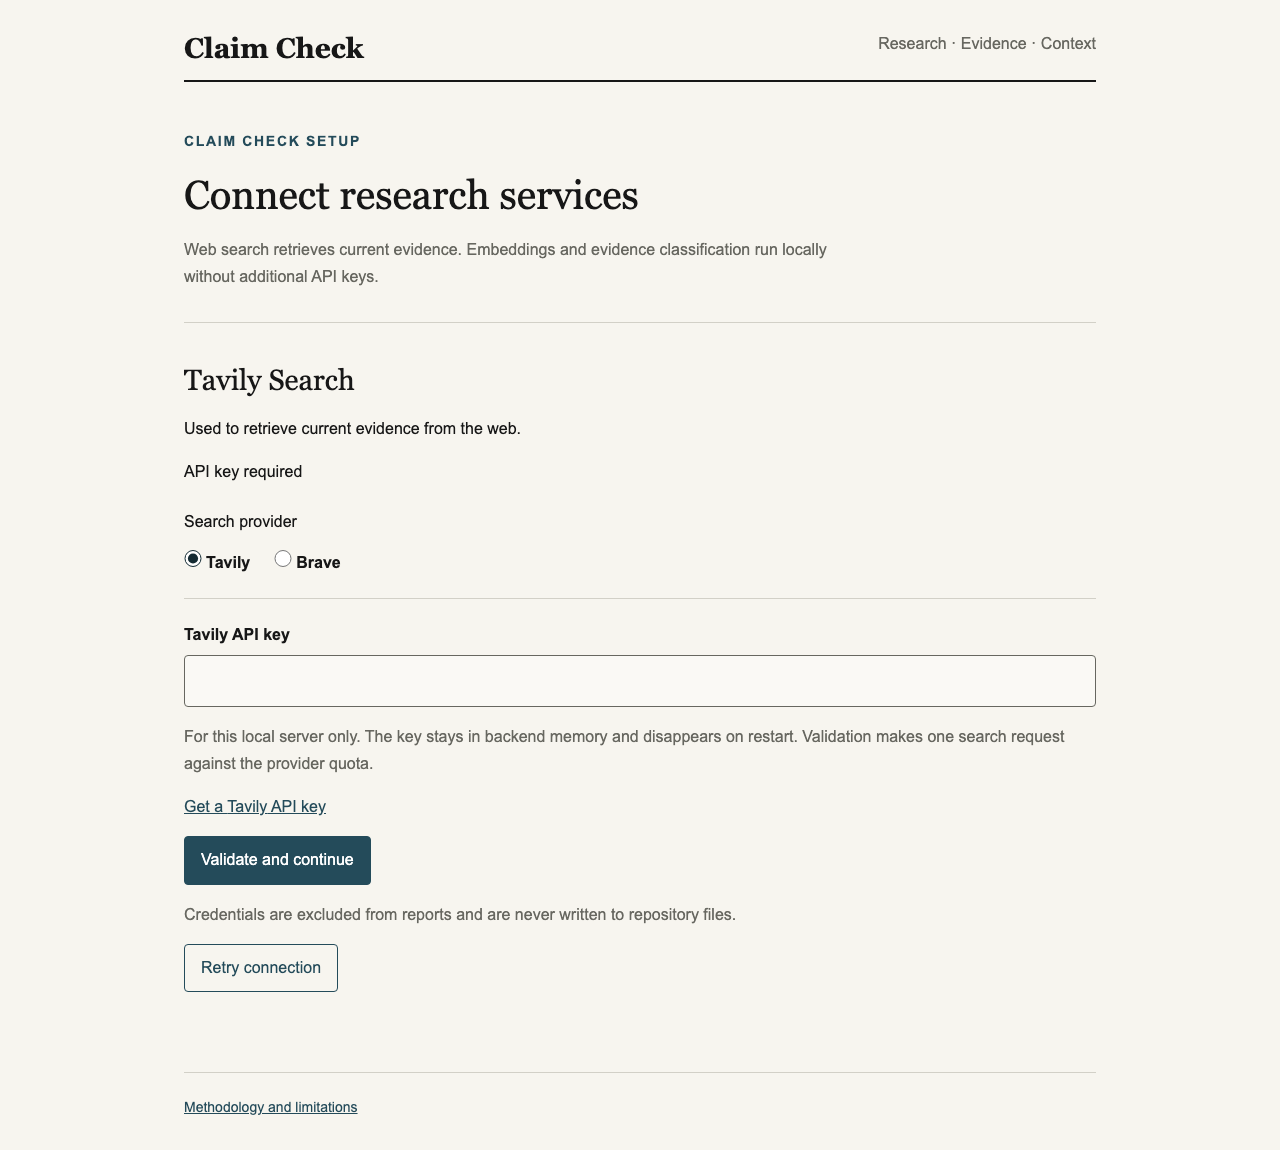 Claim Check
Research · Evidence · Context
CLAIM CHECK SETUP
Connect research services
Web search retrieves current evidence. Embeddings and evidence classification run locally
without additional API keys.
Tavily Search
Used to retrieve current evidence from the web.
API key required
Search provider
Tavily Brave
Tavily API key
For this local server only. The key stays in backend memory and disappears on restart. Validation makes one search request
against the provider quota.
Get a Tavily API key
Validate and continue
Credentials are excluded from reports and are never written to repository files.
Retry connection
Methodology and limitations